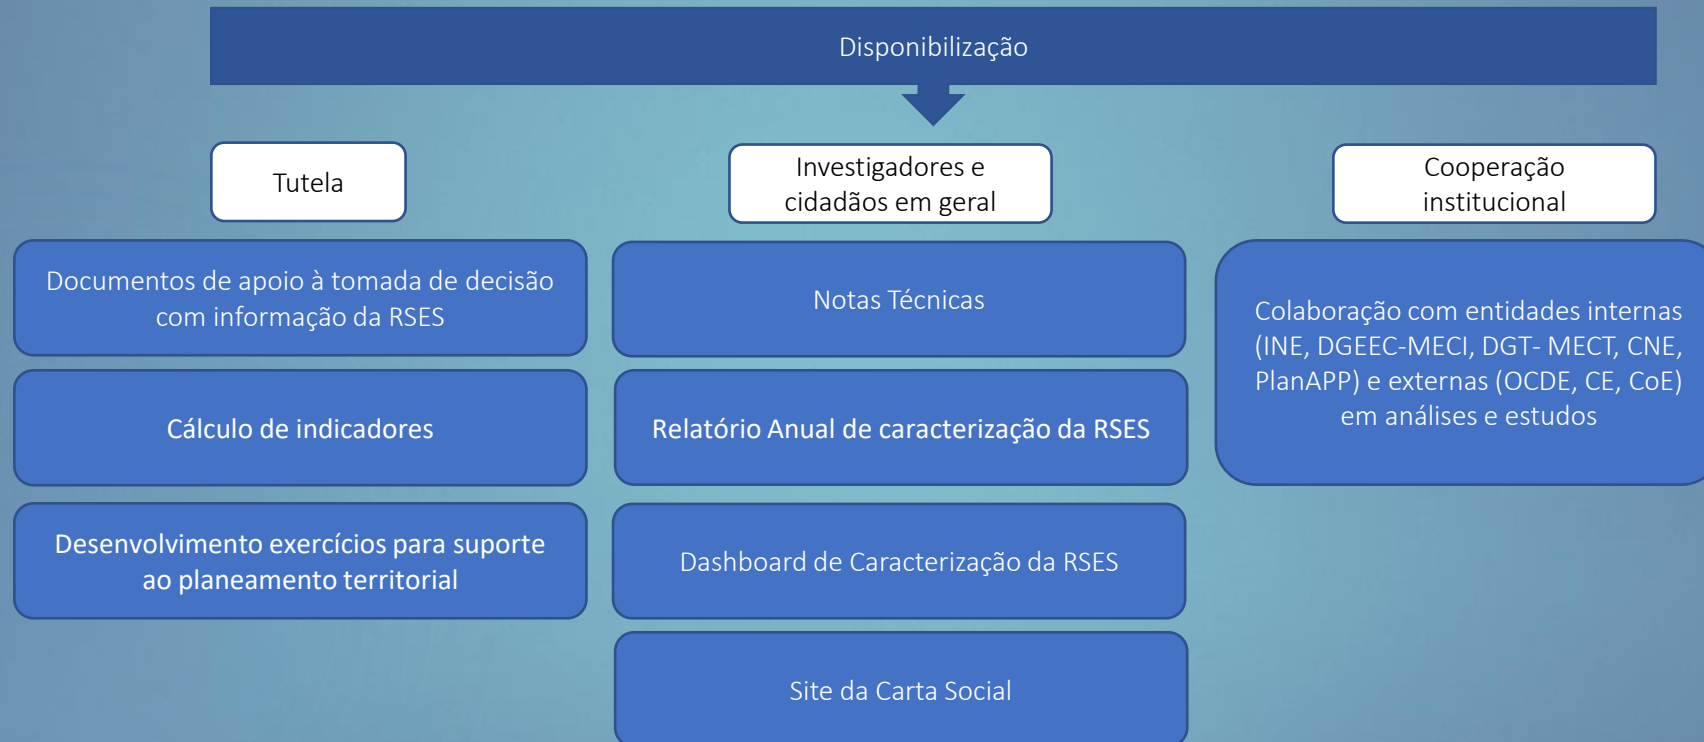 Disponibilização
Tutela
Documentos de apoio à tomada de decisão
com informação da RSES
Cálculo de indicadores
Desenvolvimento exercícios para suporte
ao planeamento territorial
Investigadores e
cidadãos em geral
Notas Técnicas
Relatório Anual de caracterização da RSES
Dashboard de Caracterização da RSES
Site da Carta Social
Cooperação
institucional
Colaboração com entidades internas
(INE, DGEEC-MECI, DGT- MECT, CNE,
PlanAPP) e externas (OCDE, CE, CoE)
em análises e estudos